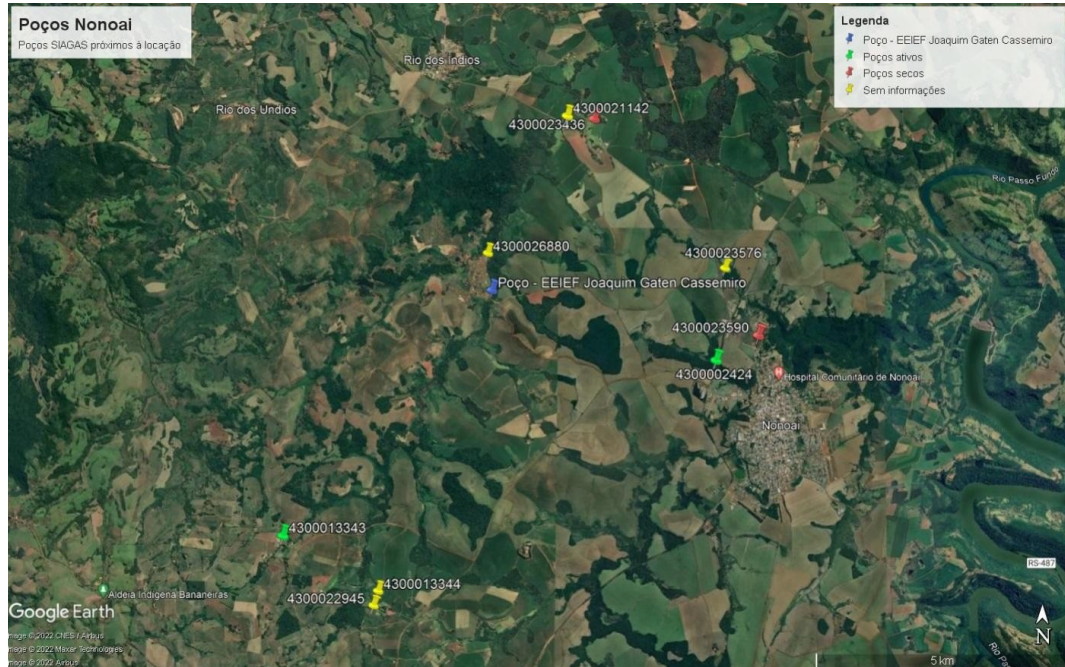 Poços Nonoai
Poços SIAGAS próximos à locação
Legenda
Poço - EEIEF Joaquim Gaten Cassemiro
Poços ativos
Poços secos
Sem informações
Rio dos Índios
Rio dos Undios
4300021142
4300023436
Rio Passo Fundo
4300026880
4300023576
Poço - EEIEF Joaquim Gaten Cassemiro
4300023590
4300002424
Hospital Comunitário de Nonoai
Nonoai
4300013343
RS-487
4300013344
4300022945
Aldeia Indígena Bananeiras
Google Earth
Image © 2022 CNES / Airbus
Image © 2022 Maxar Technologies
Image © 2022 Airbus
N
5 km